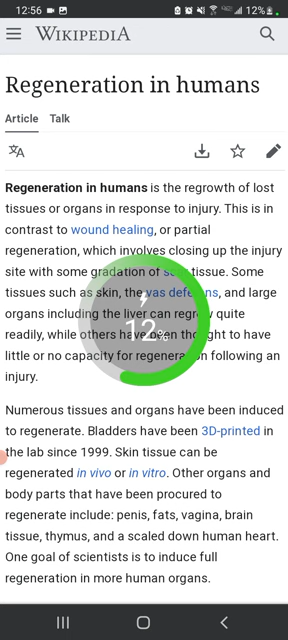 12:56 12%
WIKIPEDIA
Regeneration in humans
Article Talk
Regeneration in humans is the regrowth of lost
tissues or organs in response to injury. This is in
contrast to wound healing, or partial
regeneration, which involves closing up the injury
site with some gradation of scar tissue. Some
tissues such as skin, the vas deferens, and large
organs including the liver can regrow quite
readily, while others have been thought to have
little or no capacity for regeneration following an
injury.
12%
Numerous tissues and organs have been induced
to regenerate. Bladders have been 3D-printed in
the lab since 1999. Skin tissue can be
regenerated in vivo or in vitro. Other organs and
body parts that have been procured to
regenerate include: penis, fats, vagina, brain
tissue, thymus, and a scaled down human heart.
One goal of scientists is to induce full
regeneration in more human organs.